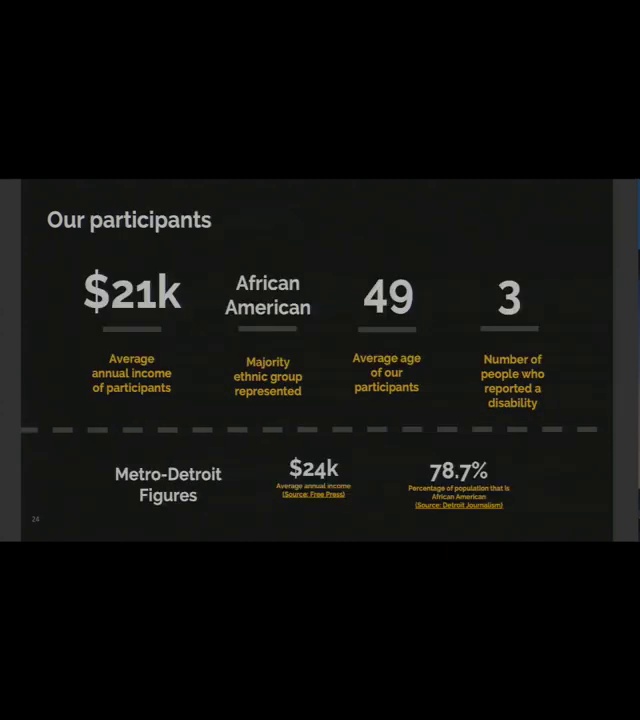 Our participants
$21k
African
American
49
3
Average
annual income
of participants
Majority
ethnic group
represented
Average age
of our
participants
Number of
people who
reported a
disability
Metro-Detroit
Figures
$24k
Average annual income
(Source: Free Press)
78.7%
Percentage of population that is
African American
(Source: Detroit Journalism)
24